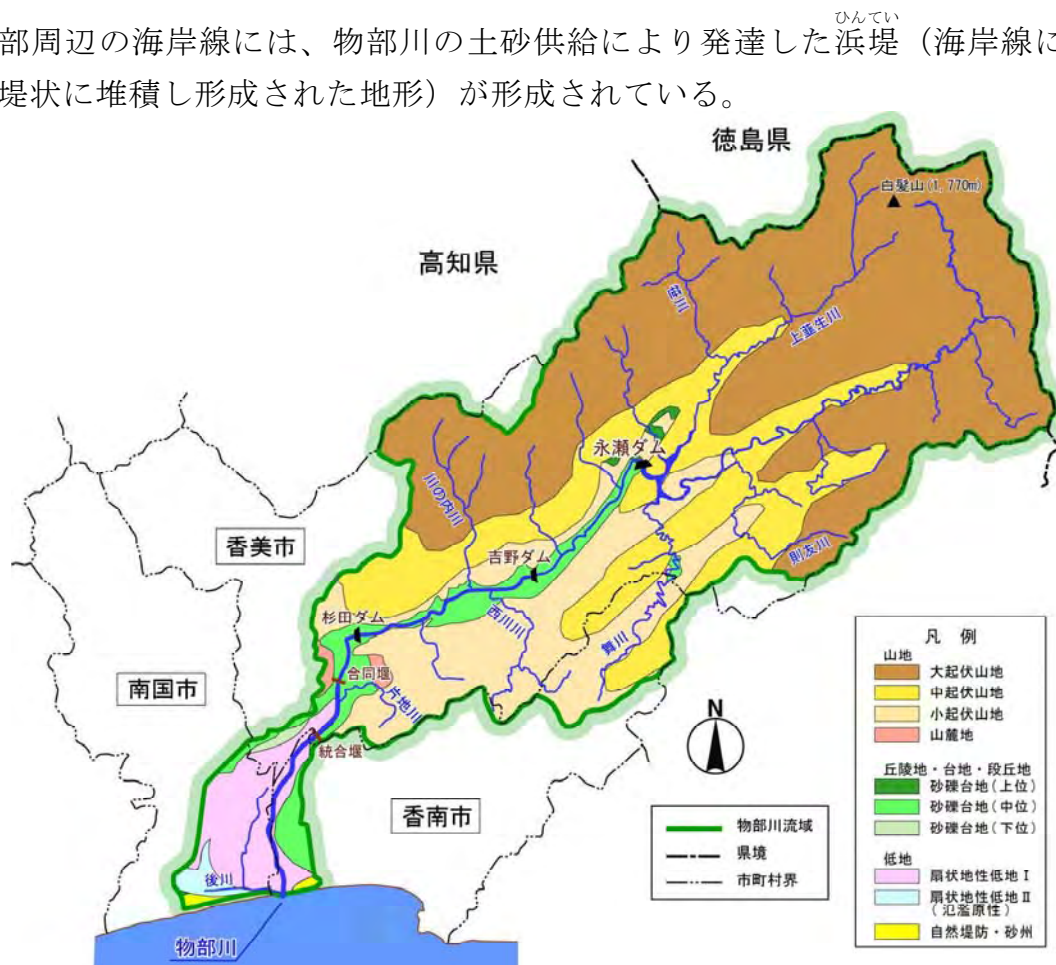 ひんてい
部周辺の海岸線には、物部川の土砂供給により発達した浜堤（海岸線に
堤状に堆積し形成された地形）が形成されている。
徳島県
白髪山(1,770m)
高知県
上韮生川
永瀬ダム
川の内川
香美市
吉野ダム
則友川
杉田ダム
西川川
舞川
南国市
合同堰
片地川
統合堰
N
香南市
後川
物部川
凡例
山地
大起伏山地
中起伏山地
小起伏山地
山麓地
丘陵地・台地・段丘地
砂礫台地(上位)
砂礫台地(中位)
砂礫台地(下位)
低地
扇状地性低地Ⅰ
扇状地性低地Ⅱ
(氾濫原性)
自然堤防・砂州
物部川流域
県境
市町村界